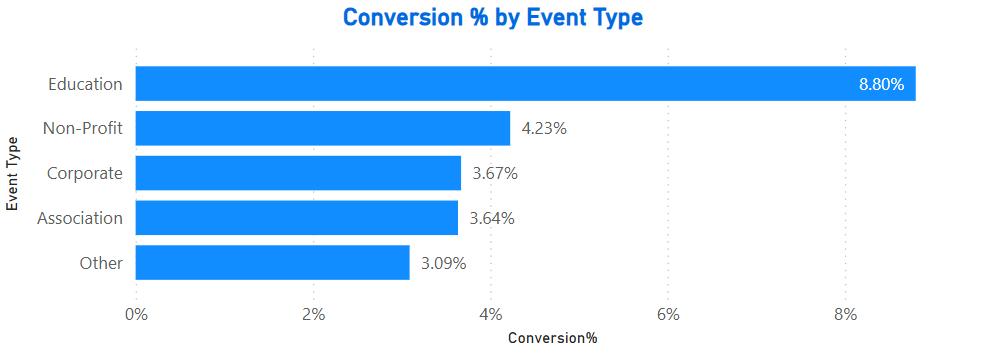 Conversion % by Event Type
Event Type
Education 8.80%
Non-Profit 4.23%
Corporate 3.67%
Association 3.64%
Other 3.09%
0% 2% 4% 6% 8%
Conversion%